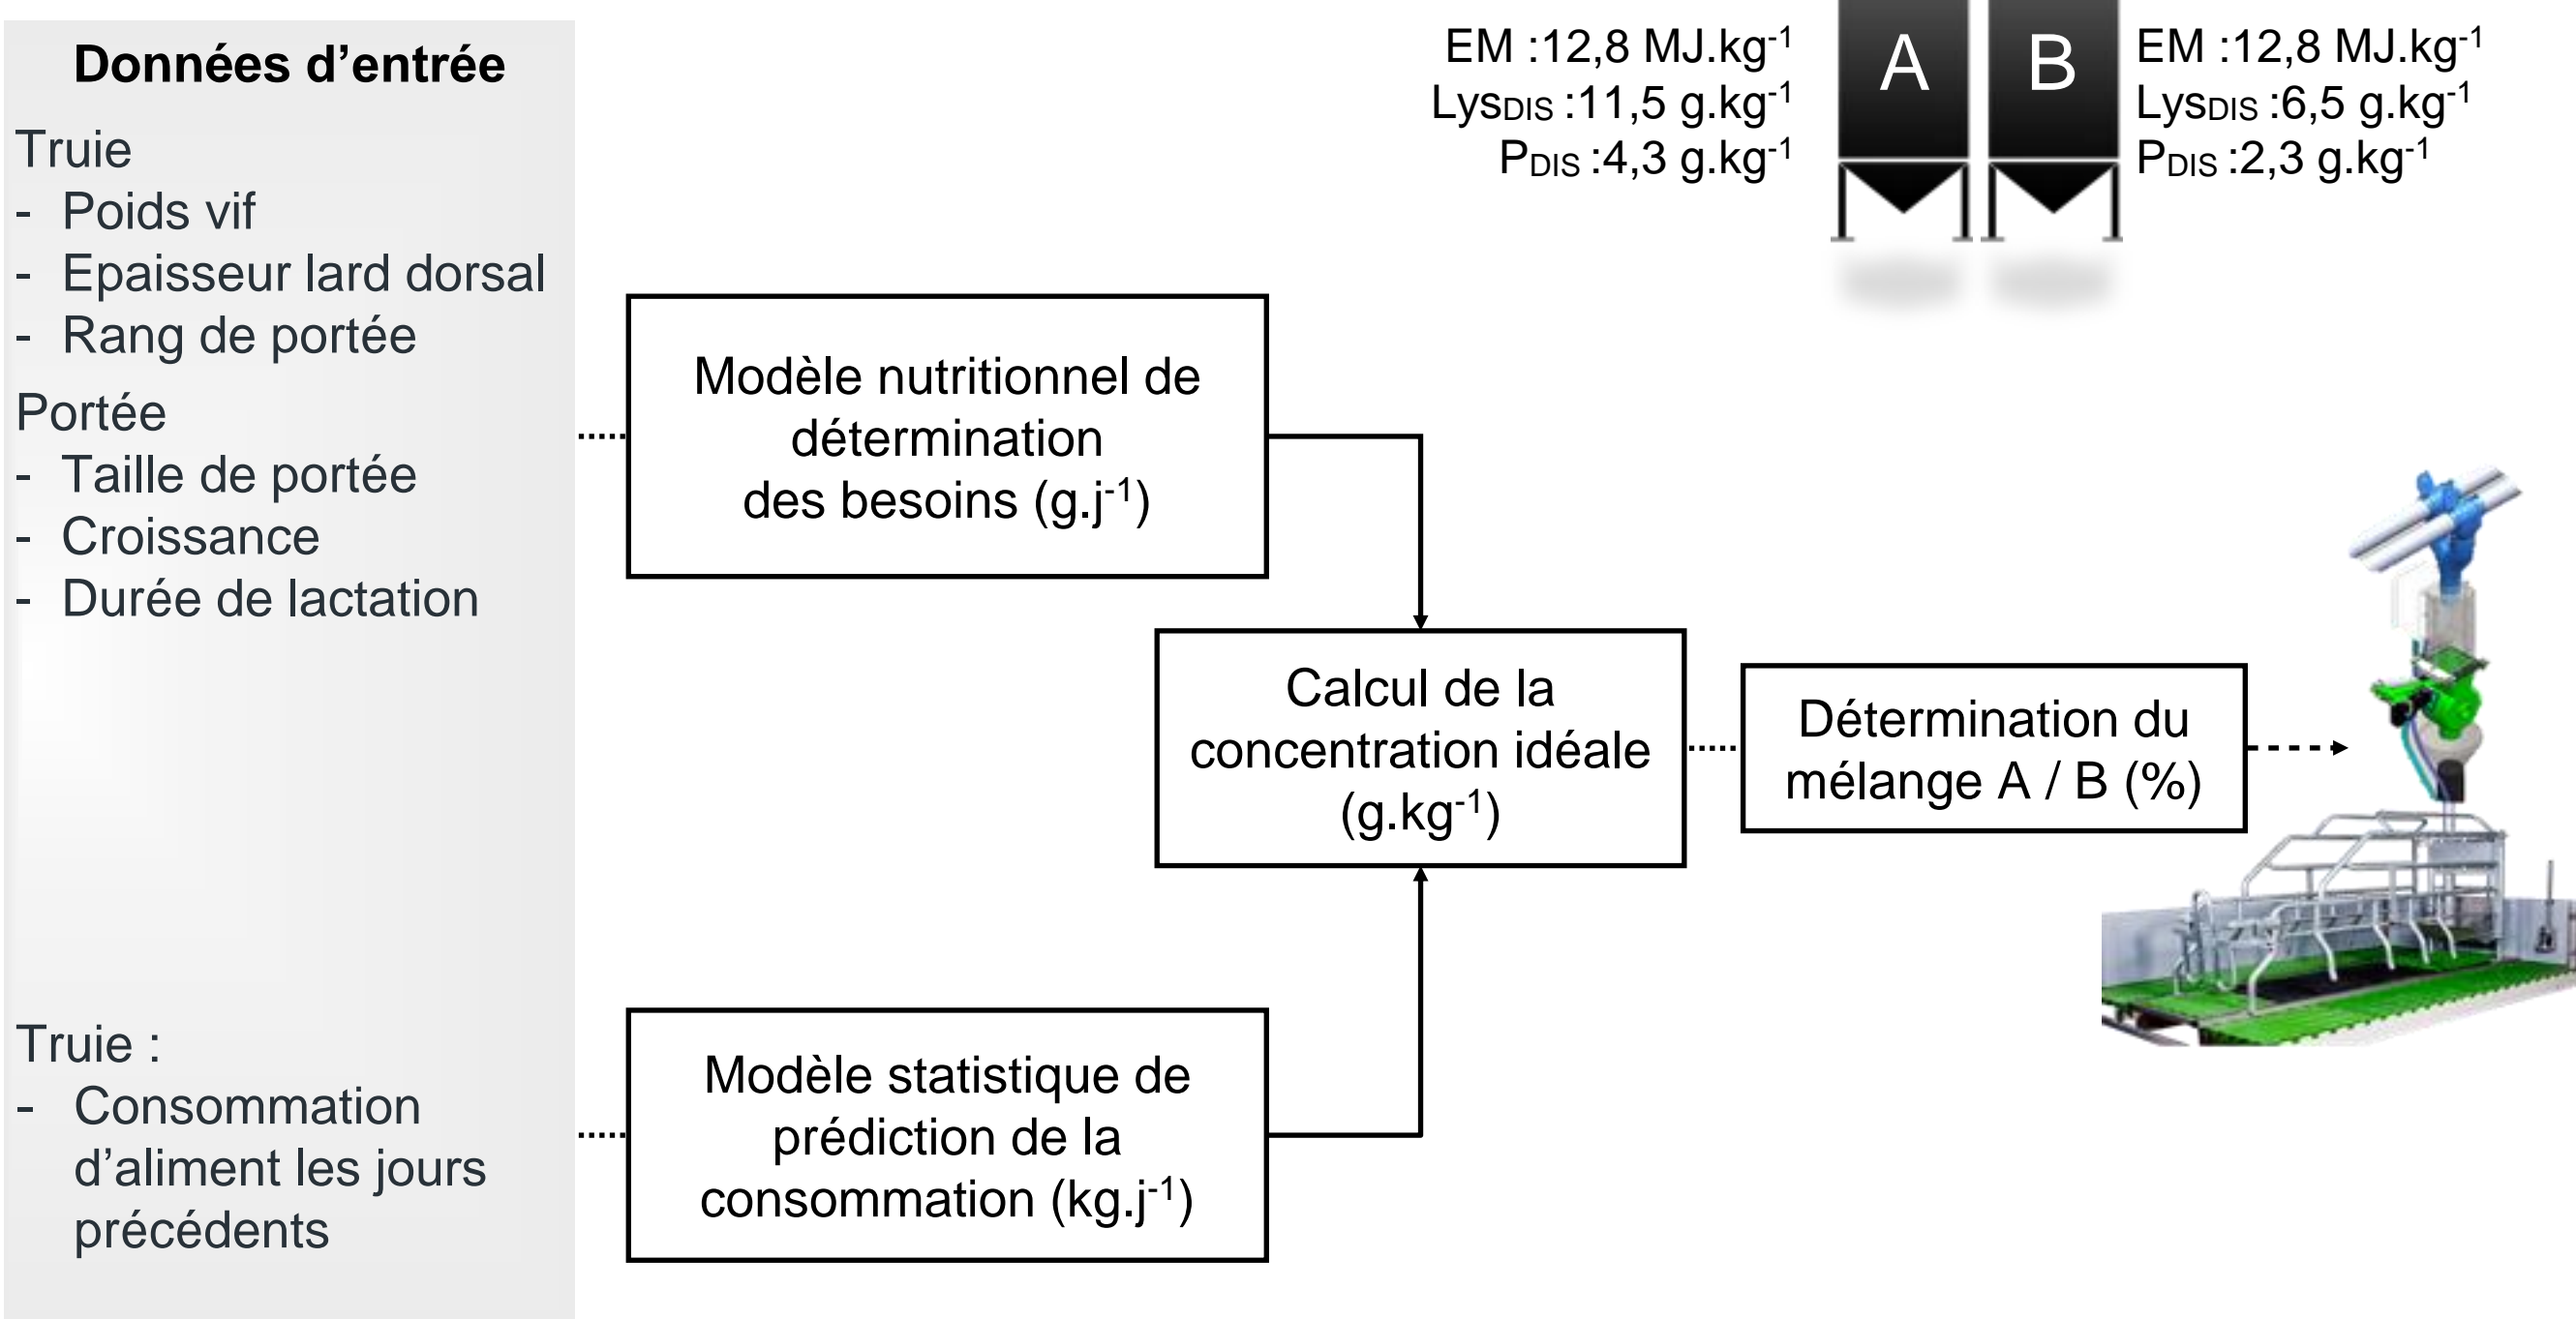 Données d’entrée
Truie
- Poids vif
- Epaisseur lard dorsal
- Rang de portée
Portée
- Taille de portée
- Croissance
- Durée de lactation
Truie :
- Consommation
d’aliment les jours
précédents
Modèle nutritionnel de
détermination
des besoins (g.j-1)
Modèle statistique de
prédiction de la
consommation (kg.j-1)
Calcul de la
concentration idéale
(g.kg-1)
Détermination du
mélange A / B (%)
EM :12,8 MJ.kg-1
LysDIS :11,5 g.kg-1
PDIS :4,3 g.kg-1
A
B
EM :12,8 MJ.kg-1
LysDIS :6,5 g.kg-1
PDIS :2,3 g.kg-1